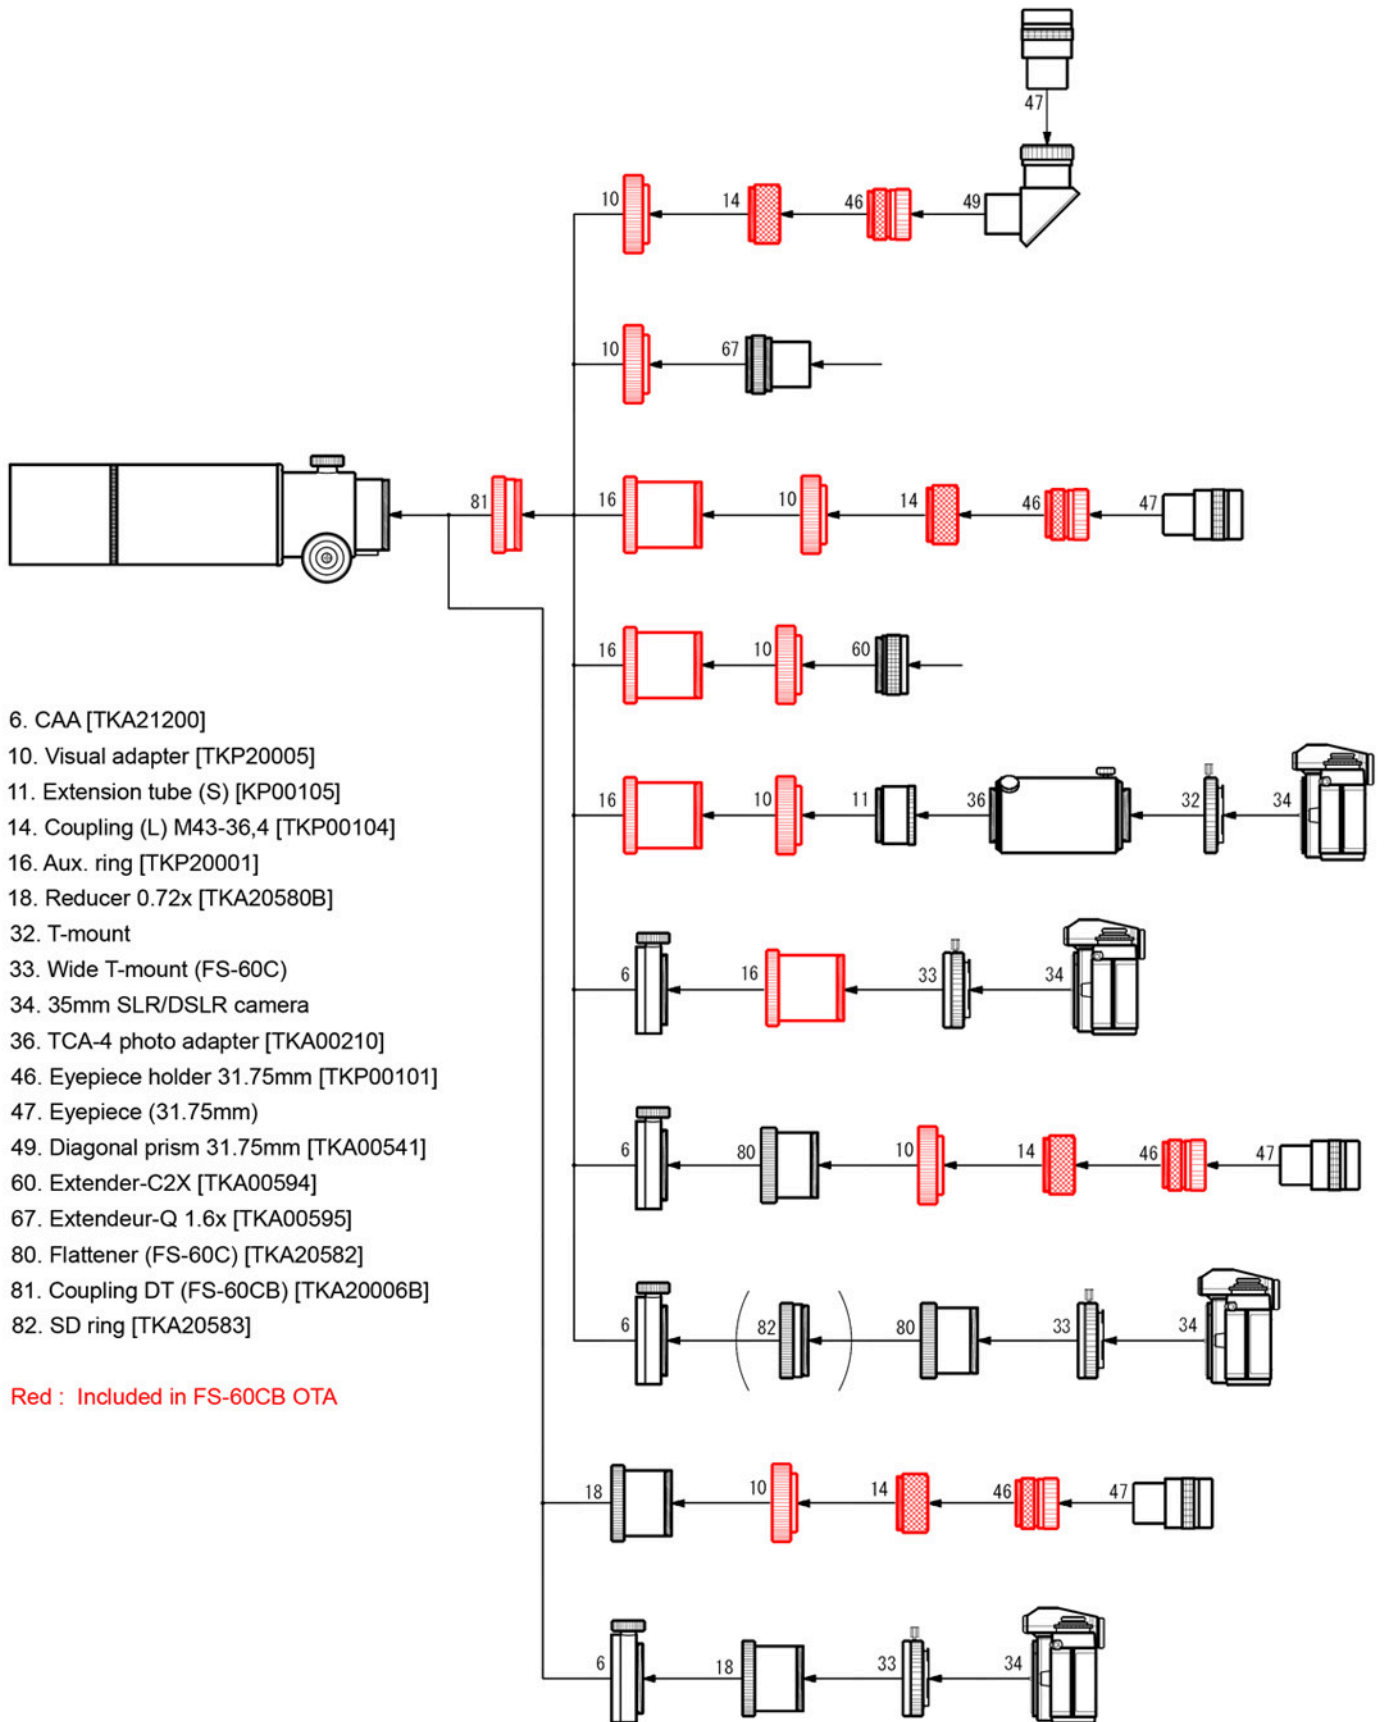 47
10 14 46 49
10 67
81 16 10 14 46 47
16 10 60
16 10 11 36 32 34
6 16 33 34
6 80 10 14 46 47
6 82 80 33 34
18 10 14 46 47
6 18 33 34
6. CAA [TKA21200]
10. Visual adapter [TKP20005]
11. Extension tube (S) [KP00105]
14. Coupling (L) M43-36,4 [TKP00104]
16. Aux. ring [TKP20001]
18. Reducer 0.72x [TKA20580B]
32. T-mount
33. Wide T-mount (FS-60C)
34. 35mm SLR/DSLR camera
36. TCA-4 photo adapter [TKA00210]
46. Eyepiece holder 31.75mm [TKP00101]
47. Eyepiece (31.75mm)
49. Diagonal prism 31.75mm [TKA00541]
60. Extender-C2X [TKA00594]
67. Extendeur-Q 1.6x [TKA00595]
80. Flattener (FS-60C) [TKA20582]
81. Coupling DT (FS-60CB) [TKA20006B]
82. SD ring [TKA20583]
Red : Included in FS-60CB OTA